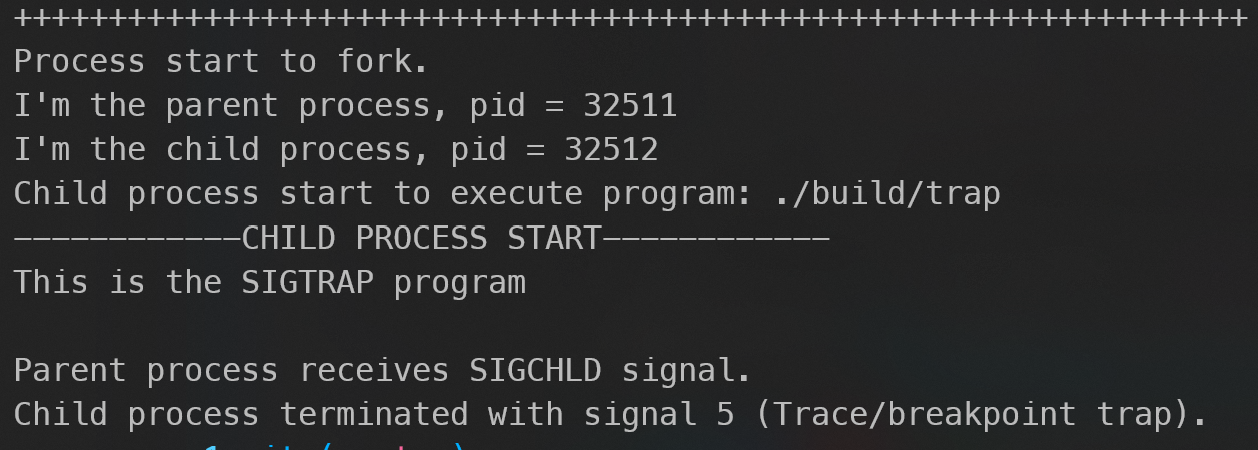 +++++++++++++++++++++++++++++++++++++++++++++++++++++++++++++++++
Process start to fork.
I'm the parent process, pid = 32511
I'm the child process, pid = 32512
Child process start to execute program: ./build/trap
------------CHILD PROCESS START------------
This is the SIGTRAP program
Parent process receives SIGCHLD signal.
Child process terminated with signal 5 (Trace/breakpoint trap).